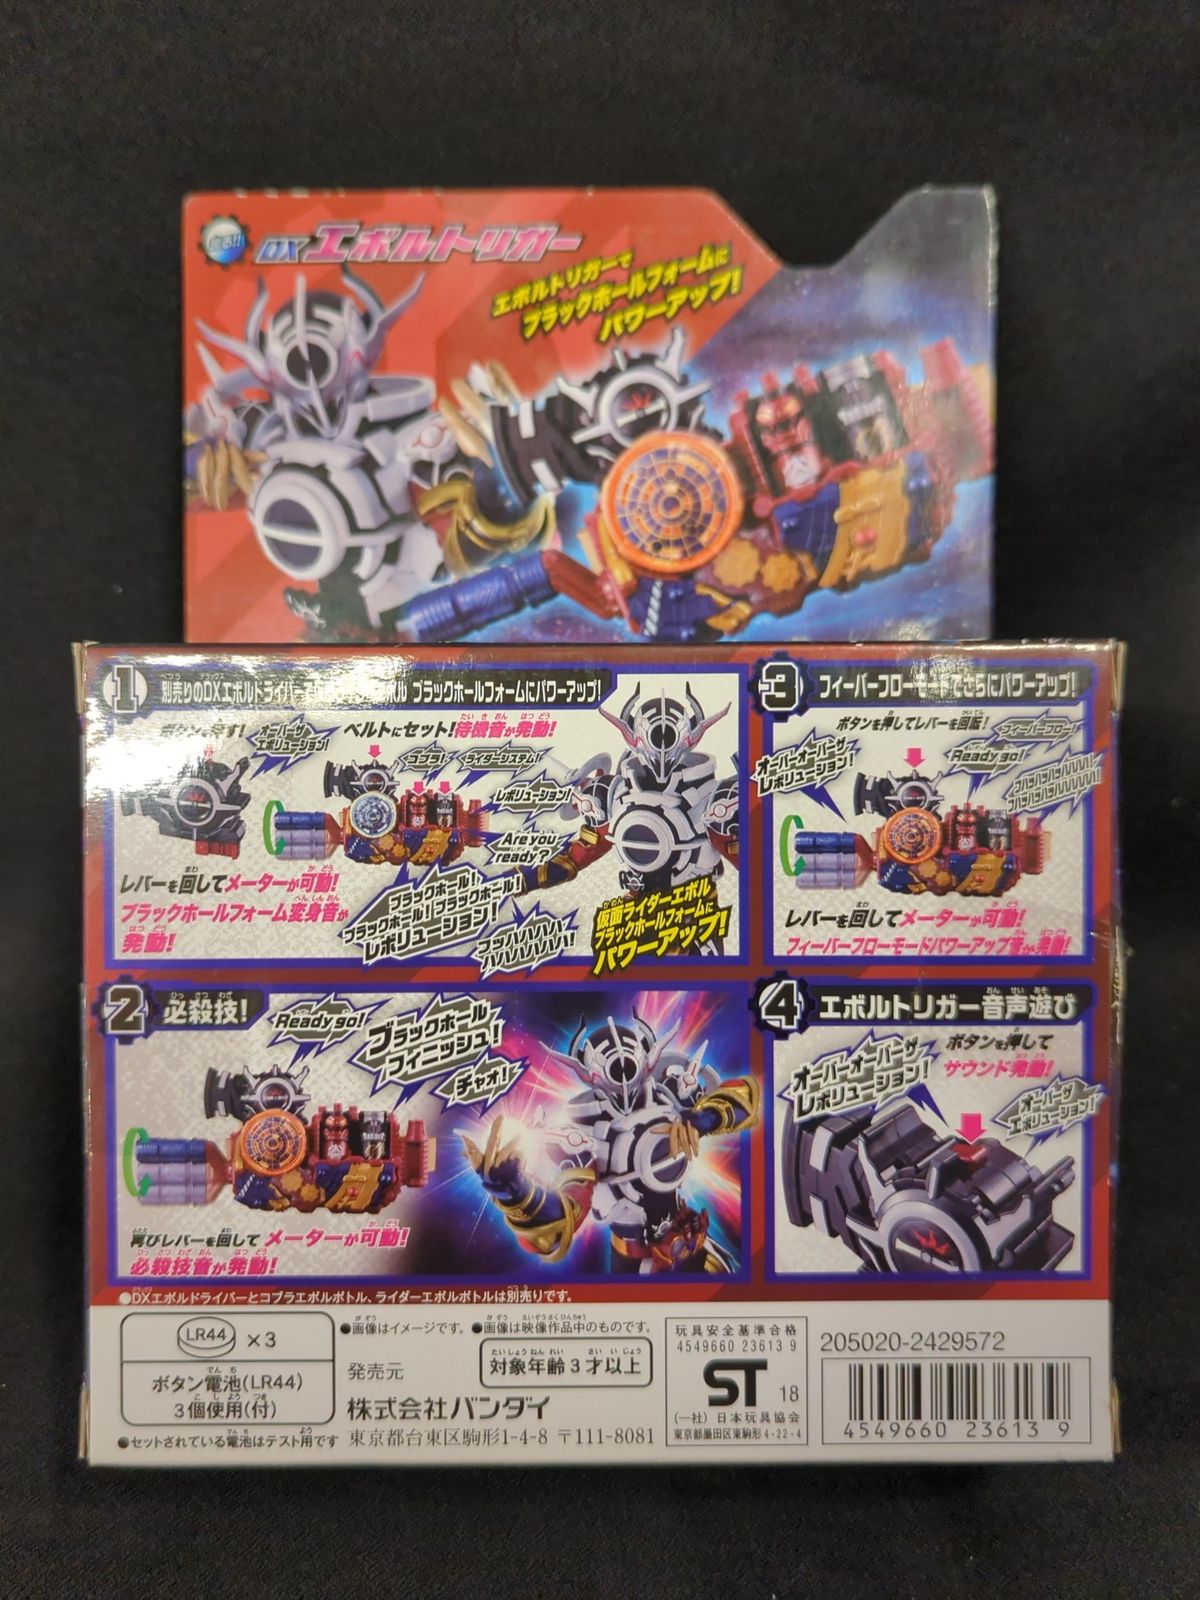 DX エボルトリガー
エボルトリガーで
ブラックホールフォームに
パワーアップ!
1
別売りのDXエボルドライバー
ブラックホールフォームにパワーアップ!
オーバーザ
エボリューション!
ベルトにセット!待機音が発動!
コブラ!
ライダーシステム!
レボリューション!
Are you
ready?
レバーを回してメーターが可動!
ブラックホールフォーム変身音が
発動!
ブラックホール!
ブラックホール!ブラックホール!
レボリューション!
フッハハハハ
ハハハハハハ!
仮面ライダーエボル
ブラックホールフォームに
パワーアップ!
2 必殺技!
Ready go!
ブラックホール
フィニッシュ!
チャオ!
再びレバーを回してメーターが可動!
必殺技音が発動!
3 フィーバーフローモードでさらにパワーアップ!
ボタンを押してレバーを回転!
フィーバーフロー!
オーバーオーバーザ
レボリューション!
Ready go!
レバーを回してメーターが可動!
フィーバーフローモードパワーアップ音が発動!
4 エボルトリガー音声遊び
ボタンを押して
サウンド発動!
オーバーオーバーザ
レボリューション!
オーバーザ
エボリューション!
●DXエボルドライバーとコブラエボルボトル、ライダーエボルボトルは別売りです。
LR44 ×3
ボタン電池(LR44)
3個使用(付)
●セットされている電池はテスト用です
●画像はイメージです。 ●画像は映像作品中のものです。
発売元
対象年齢3才以上
株式会社バンダイ
東京都台東区駒形1-4-8 〒111-8081
玩具安全基準合格
4549660 23613 9
ST 18
(一社)日本玩具協会
東京都墨田区東駒形4-22-4
205020-2429572
4549660 23613 9